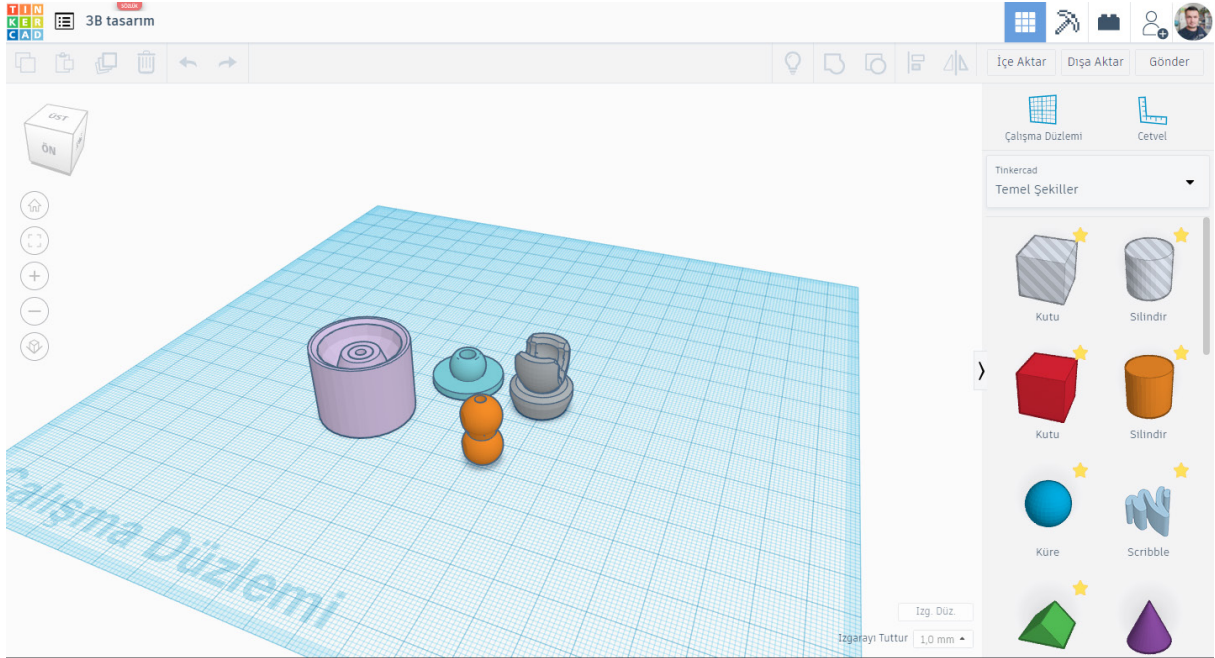 TIN
KER
CAD
3B tasarım
İçe Aktar
Dışa Aktar
Gönder
ÜST
ÖN
Çalışma Düzlemi
Cetvel
Tinkercad
Temel Şekiller
Kutu
Silindir
Kutu
Silindir
Küre
Scribble
Çalışma Düzlemi
Izg. Düz.
Izgarayı Tuttur
1,0 mm